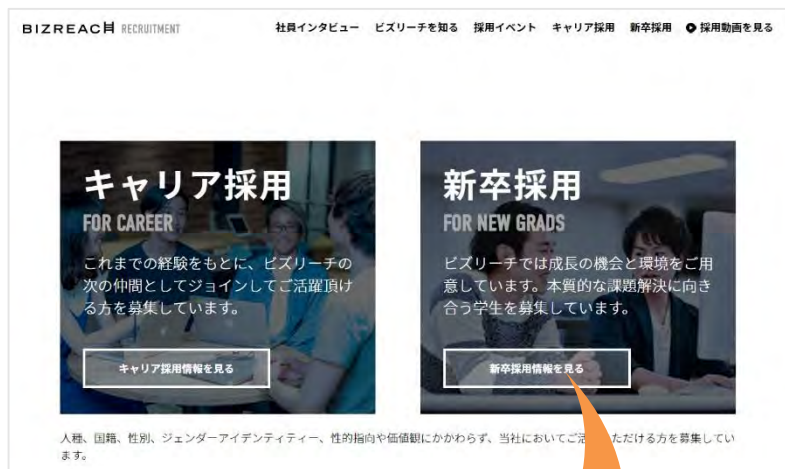 BIZREACH RECRUITMENT
社員インタビュー ビズリーチを知る 採用イベント キャリア採用 新卒採用 採用動画を見る
キャリア採用
FOR CAREER
これまでの経験をもとに、ビズリーチの
次の仲間としてジョインしてご活躍頂け
る方を募集しています。
キャリア採用情報を見る
新卒採用
FOR NEW GRADS
ビズリーチでは成長の機会と環境をご用
意しています。本質的な課題解決に向き
合う学生を募集しています。
新卒採用情報を見る
人種、国籍、性別、ジェンダーアイデンティティー、性的指向や価値観にかかわらず、当社においてご活 ただける方を募集してい
ます。